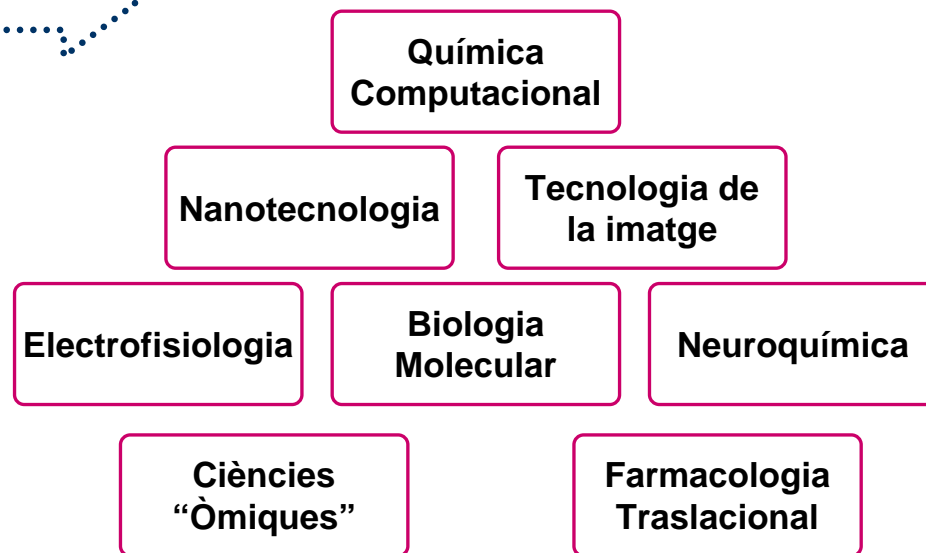 Química
Computacional
Nanotecnologia
Tecnologia de
la imatge
Electrofisiologia
Biologia
Molecular
Neuroquímica
Ciències
“Òmiques”
Farmacologia
Traslacional